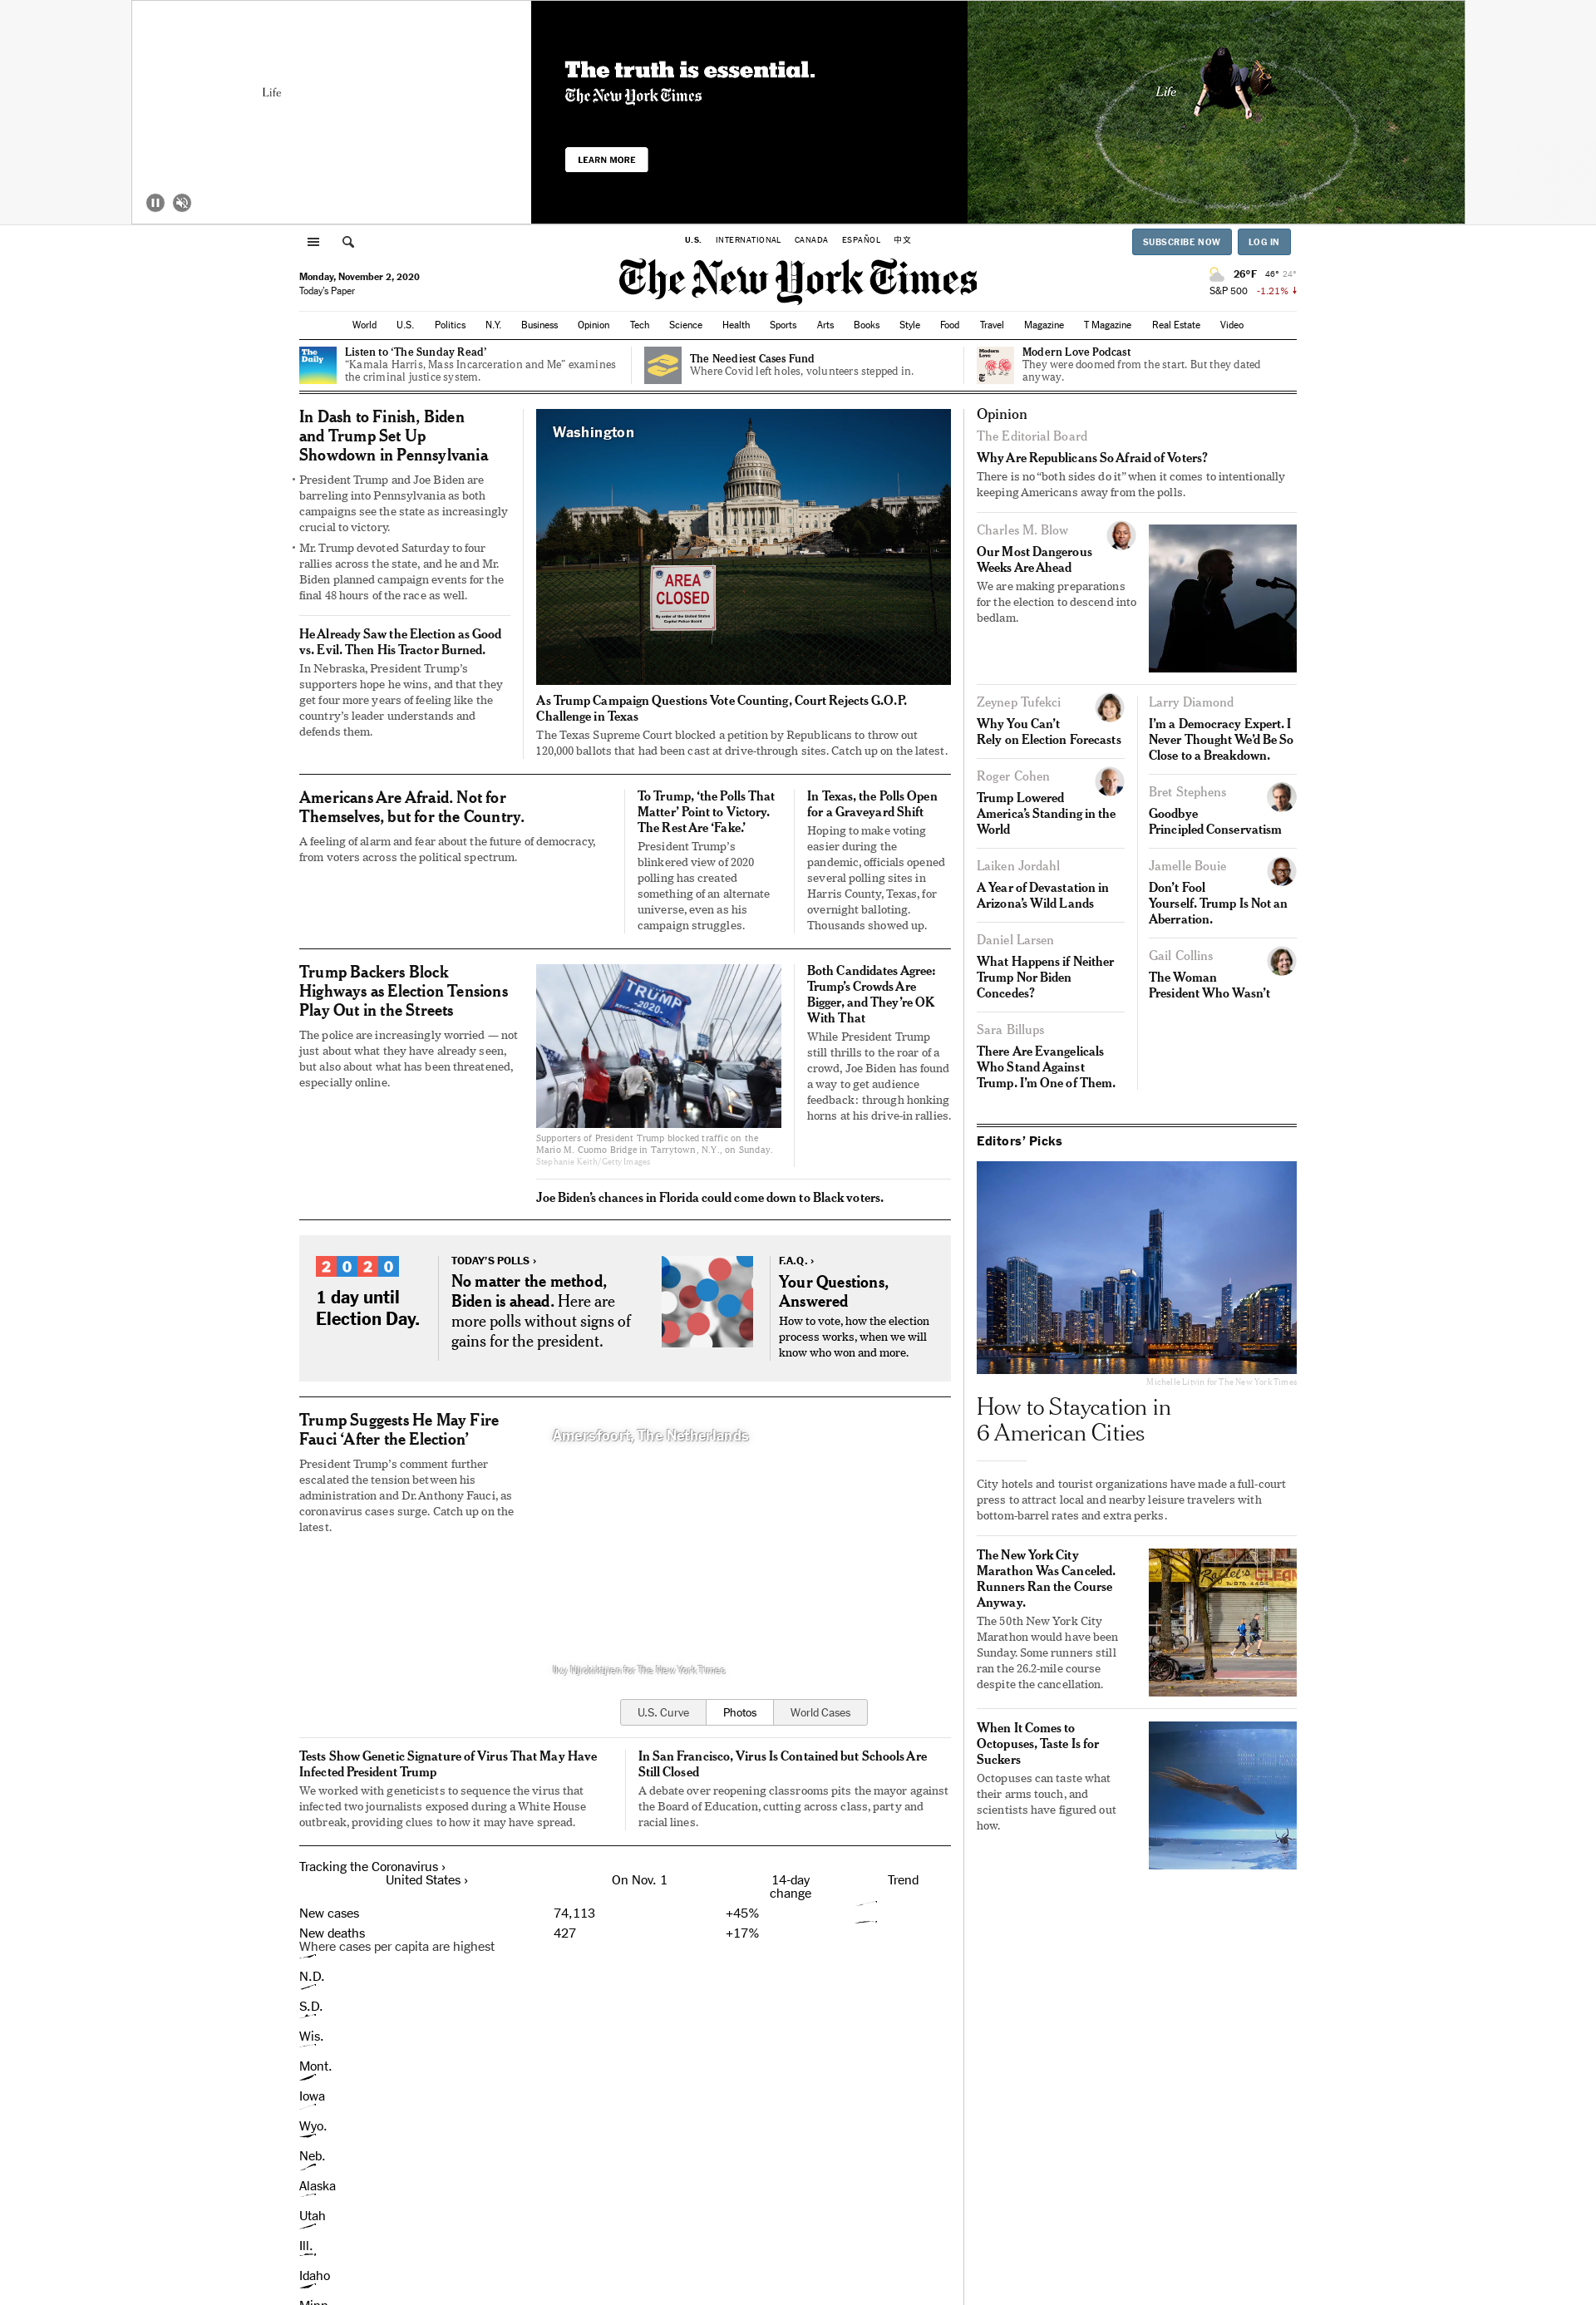 Life
The truth is essential.
The New York Times
LEARN MORE
Life
U.S. INTERNATIONAL CANADA ESPAÑOL 中文
SUBSCRIBE NOW LOG IN
Monday, November 2, 2020
Today's Paper
The New York Times
26°F 46° 24°
S&P 500 -1.21%
World U.S. Politics N.Y. Business Opinion Tech Science Health Sports Arts Books Style Food Travel Magazine T Magazine Real Estate Video
The
Daily
Listen to ‘The Sunday Read’
“Kamala Harris, Mass Incarceration and Me” examines
the criminal justice system.
The Neediest Cases Fund
Where Covid left holes, volunteers stepped in.
Modern
Love
Modern Love Podcast
They were doomed from the start. But they dated
anyway.
In Dash to Finish, Biden
and Trump Set Up
Showdown in Pennsylvania
• President Trump and Joe Biden are
barreling into Pennsylvania as both
campaigns see the state as increasingly
crucial to victory.
• Mr. Trump devoted Saturday to four
rallies across the state, and he and Mr.
Biden planned campaign events for the
final 48 hours of the race as well.
He Already Saw the Election as Good
vs. Evil. Then His Tractor Burned.
In Nebraska, President Trump’s
supporters hope he wins, and that they
get four more years of feeling like the
country’s leader understands and
defends them.
Washington
AREA
CLOSED
By order of the United States
Capitol Police Board
As Trump Campaign Questions Vote Counting, Court Rejects G.O.P.
Challenge in Texas
The Texas Supreme Court blocked a petition by Republicans to throw out
120,000 ballots that had been cast at drive-through sites. Catch up on the latest.
Americans Are Afraid. Not for
Themselves, but for the Country.
A feeling of alarm and fear about the future of democracy,
from voters across the political spectrum.
To Trump, ‘the Polls That
Matter’ Point to Victory.
The Rest Are ‘Fake.’
President Trump’s
blinkered view of 2020
polling has created
something of an alternate
universe, even as his
campaign struggles.
In Texas, the Polls Open
for a Graveyard Shift
Hoping to make voting
easier during the
pandemic, officials opened
several polling sites in
Harris County, Texas, for
overnight balloting.
Thousands showed up.
Trump Backers Block
Highways as Election Tensions
Play Out in the Streets
The police are increasingly worried — not
just about what they have already seen,
but also about what has been threatened,
especially online.
TRUMP
2020
Supporters of President Trump blocked traffic on the
Mario M. Cuomo Bridge in Tarrytown, N.Y., on Sunday.
Stephanie Keith/Getty Images
Both Candidates Agree:
Trump’s Crowds Are
Bigger, and They’re OK
With That
While President Trump
still thrills to the roar of a
crowd, Joe Biden has found
a way to get audience
feedback: through honking
horns at his drive-in rallies.
Joe Biden’s chances in Florida could come down to Black voters.
2020
1 day until
Election Day.
TODAY’S POLLS ›
No matter the method,
Biden is ahead. Here are
more polls without signs of
gains for the president.
F.A.Q. ›
Your Questions,
Answered
How to vote, how the election
process works, when we will
know who won and more.
Trump Suggests He May Fire
Fauci ‘After the Election’
President Trump’s comment further
escalated the tension between his
administration and Dr. Anthony Fauci, as
coronavirus cases surge. Catch up on the
latest.
Amersfoort, The Netherlands
Ilvy Njiokiktjien for The New York Times
U.S. Curve Photos World Cases
Tests Show Genetic Signature of Virus That May Have
Infected President Trump
We worked with geneticists to sequence the virus that
infected two journalists exposed during a White House
outbreak, providing clues to how it may have spread.
In San Francisco, Virus Is Contained but Schools Are
Still Closed
A debate over reopening classrooms pits the mayor against
the Board of Education, cutting across class, party and
racial lines.
Tracking the Coronavirus ›
United States › On Nov. 1 14-day
change Trend
New cases 74,113 +45%
New deaths 427 +17%
Where cases per capita are highest
N.D.
S.D.
Wis.
Mont.
Iowa
Wyo.
Neb.
Alaska
Utah
Ill.
Idaho
Minn.
Opinion
The Editorial Board
Why Are Republicans So Afraid of Voters?
There is no “both sides do it” when it comes to intentionally
keeping Americans away from the polls.
Charles M. Blow
Our Most Dangerous
Weeks Are Ahead
We are making preparations
for the election to descend into
bedlam.
Zeynep Tufekci
Why You Can’t
Rely on Election Forecasts
Roger Cohen
Trump Lowered
America’s Standing in the
World
Laiken Jordahl
A Year of Devastation in
Arizona’s Wild Lands
Daniel Larsen
What Happens if Neither
Trump Nor Biden
Concedes?
Sara Billups
There Are Evangelicals
Who Stand Against
Trump. I’m One of Them.
Larry Diamond
I’m a Democracy Expert. I
Never Thought We’d Be So
Close to a Breakdown.
Bret Stephens
Goodbye
Principled Conservatism
Jamelle Bouie
Don’t Fool
Yourself. Trump Is Not an
Aberration.
Gail Collins
The Woman
President Who Wasn’t
Editors’ Picks
Michelle Litvin for The New York Times
How to Staycation in
6 American Cities
City hotels and tourist organizations have made a full-court
press to attract local and nearby leisure travelers with
bottom-barrel rates and extra perks.
The New York City
Marathon Was Canceled.
Runners Ran the Course
Anyway.
The 50th New York City
Marathon would have been
Sunday. Some runners still
ran the 26.2-mile course
despite the cancellation.
When It Comes to
Octopuses, Taste Is for
Suckers
Octopuses can taste what
their arms touch, and
scientists have figured out
how.